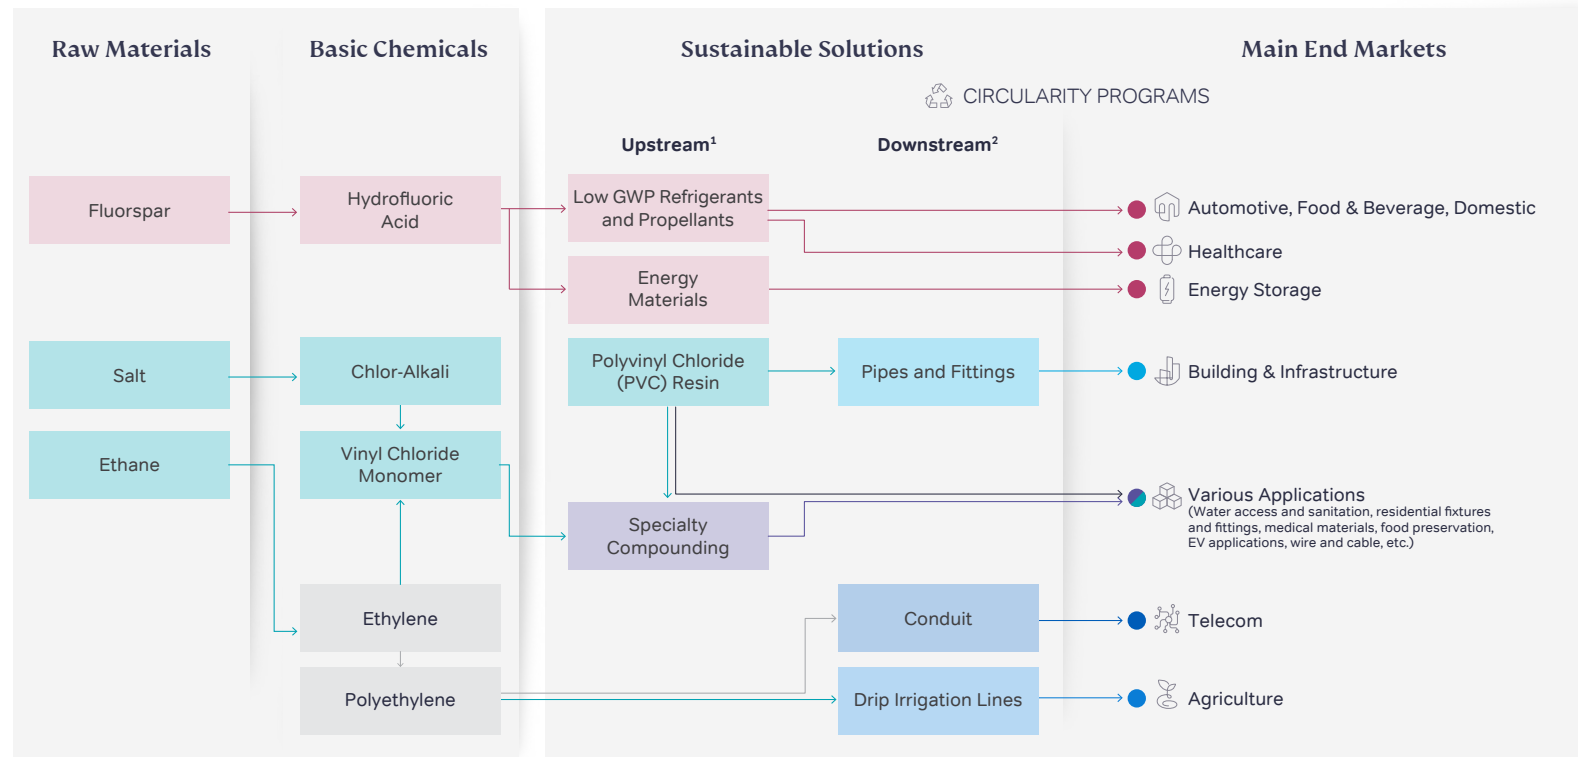 Raw Materials
Basic Chemicals
Sustainable Solutions
Main End Markets
CIRCULARITY PROGRAMS
Upstream¹
Downstream²
Fluorspar
Hydrofluoric
Acid
Low GWP Refrigerants
and Propellants
Automotive, Food & Beverage, Domestic
Healthcare
Energy
Materials
Energy Storage
Salt
Chlor-Alkali
Polyvinyl Chloride
(PVC) Resin
Pipes and Fittings
Building & Infrastructure
Ethane
Vinyl Chloride
Monomer
Specialty
Compounding
Various Applications
(Water access and sanitation, residential fixtures
and fittings, medical materials, food preservation,
EV applications, wire and cable, etc.)
Ethylene
Conduit
Telecom
Polyethylene
Drip Irrigation Lines
Agriculture